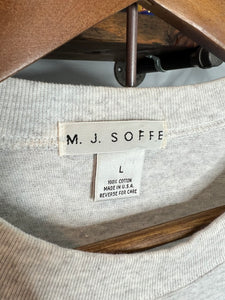 M. J. SOFFE
L
100% COTTON
MADE IN U.S.A.
REVERSE FOR CARE